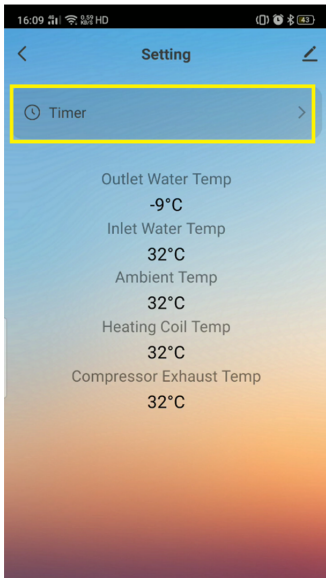 16:09 HD 43
Setting
Timer
Outlet Water Temp
-9°C
Inlet Water Temp
32°C
Ambient Temp
32°C
Heating Coil Temp
32°C
Compressor Exhaust Temp
32°C